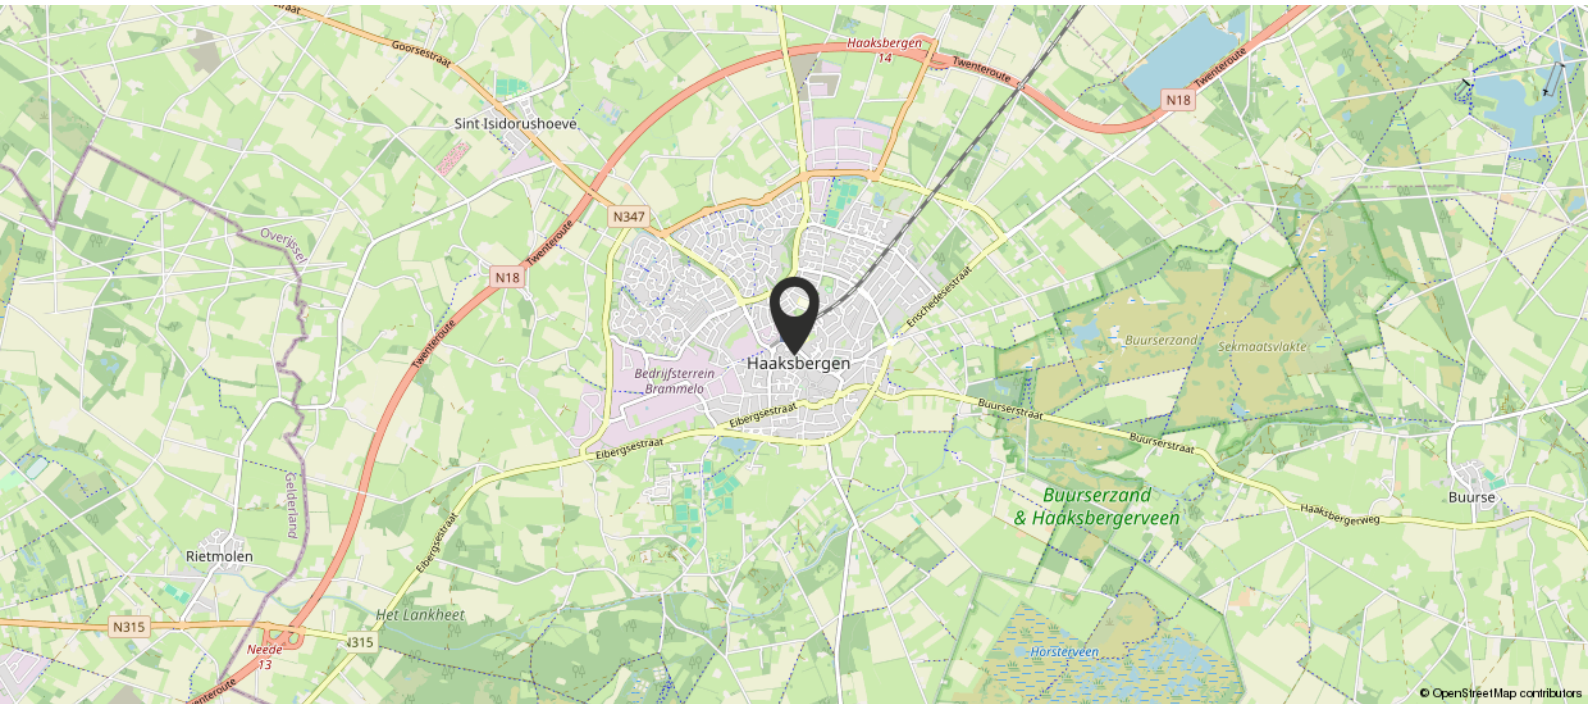 Goorsestraat
Haaksbergen
14
Twenteroute
Twenteroute
N18
Sint Isidorushoeve
N347
Overijssel
Twenteroute
N18
Enschedesestraat
Twenteroute
Buurserzand
Sekmaatsvlakte
Haaksbergen
Bedrijfsterrein
Brammelo
Eibergsestraat
Buurserstraat
Buurserstraat
Eibergsestraat
Gelderland
Buurserzand
& Haaksbergerveen
Buurse
Haaksbergerweg
Eibergsestraat
Rietmolen
Het Lankheet
N315
Neede
13
Horsterveen
© OpenStreetMap contributors